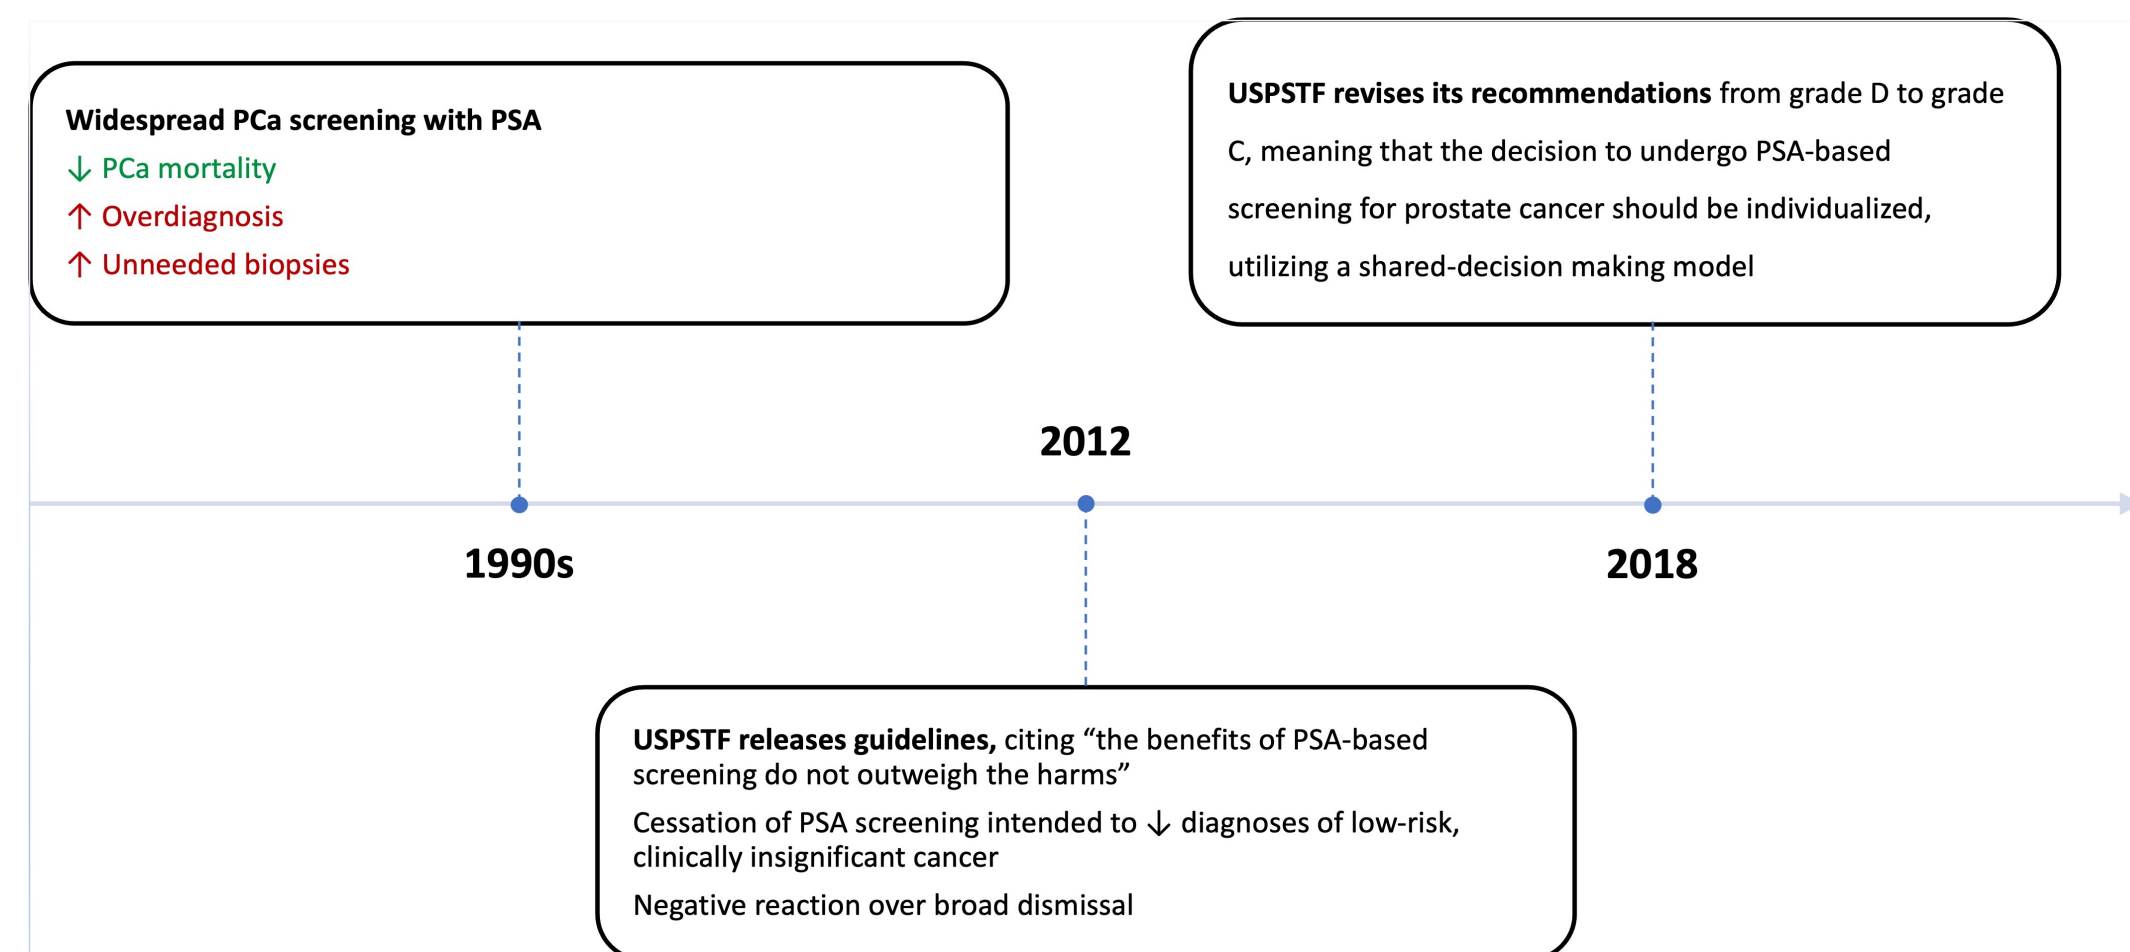 Widespread PCa screening with PSA
↓ PCa mortality
↑ Overdiagnosis
↑ Unneeded biopsies
USPSTF revises its recommendations from grade D to grade
C, meaning that the decision to undergo PSA-based
screening for prostate cancer should be individualized,
utilizing a shared-decision making model
2012
1990s
2018
USPSTF releases guidelines, citing “the benefits of PSA-based
screening do not outweigh the harms”
Cessation of PSA screening intended to ↓ diagnoses of low-risk,
clinically insignificant cancer
Negative reaction over broad dismissal